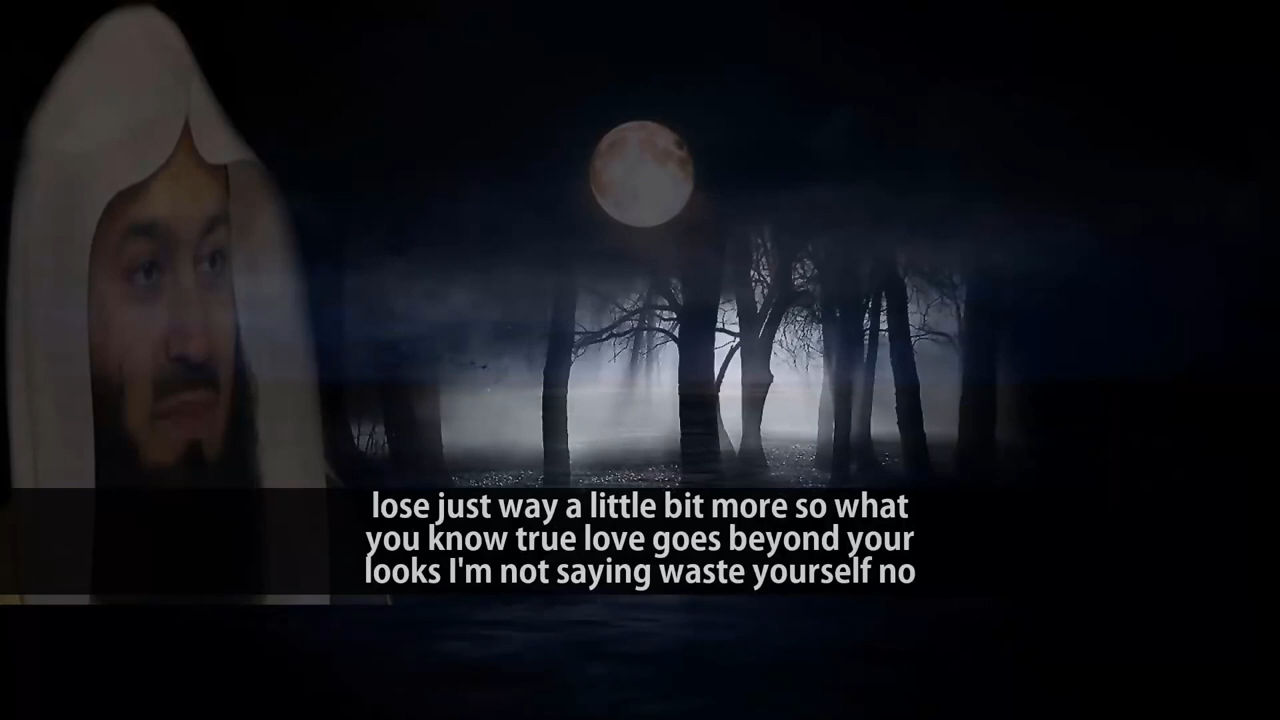 lose just way a little bit more so what
you know true love goes beyond your
looks I'm not saying waste yourself no